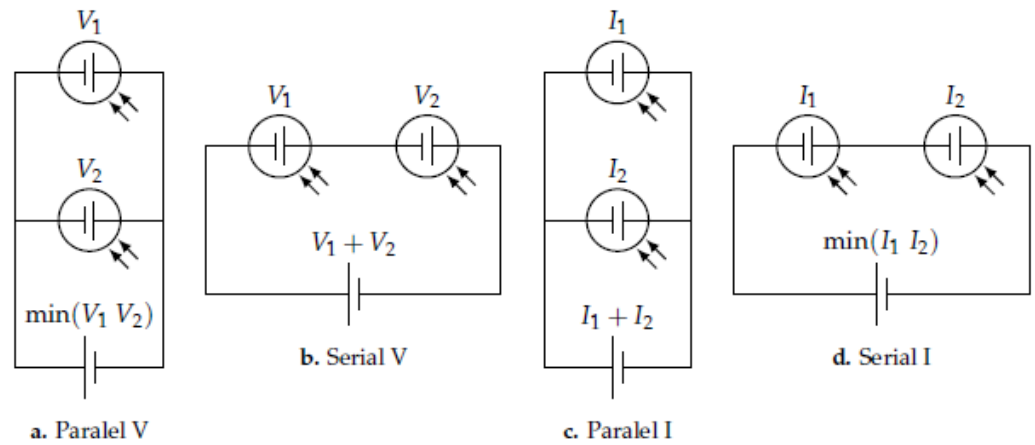 V₁
V₂
min(V₁ V₂)
a. Paralel V
V₁ V₂
V₁ + V₂
b. Serial V
I₁
I₂
I₁ + I₂
c. Paralel I
I₁ I₂
min(I₁ I₂)
d. Serial I